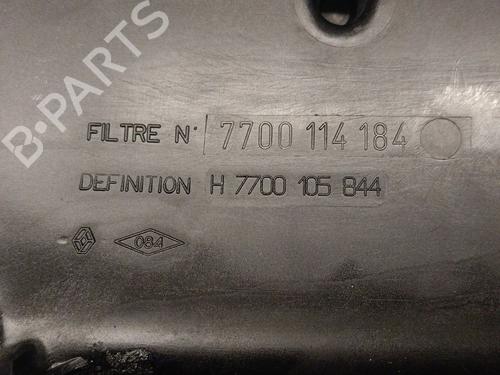 B-PARTS
FILTRE N° 7700 114 184
DEFINITION H 7700 105 844
084